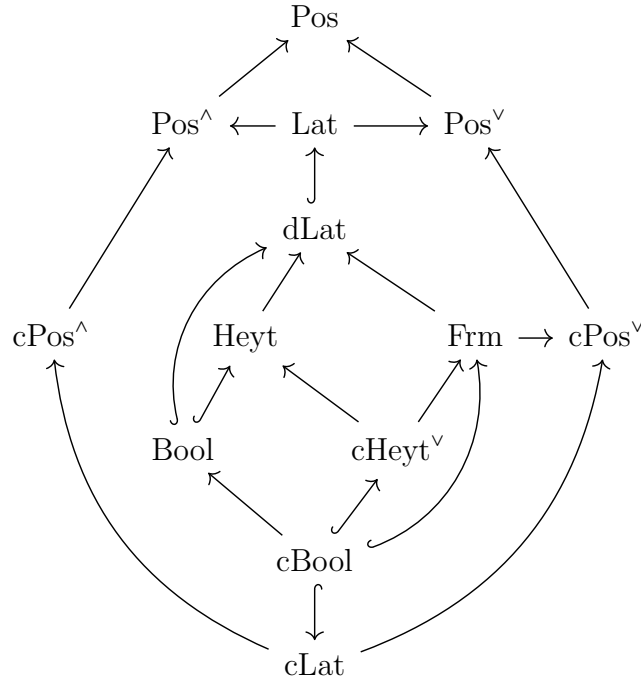 Pos
Pos^∧ Lat Pos^∨
dLat
cPos^∧ Heyt Frm cPos^∨
Bool cHeyt^∨
cBool
cLat